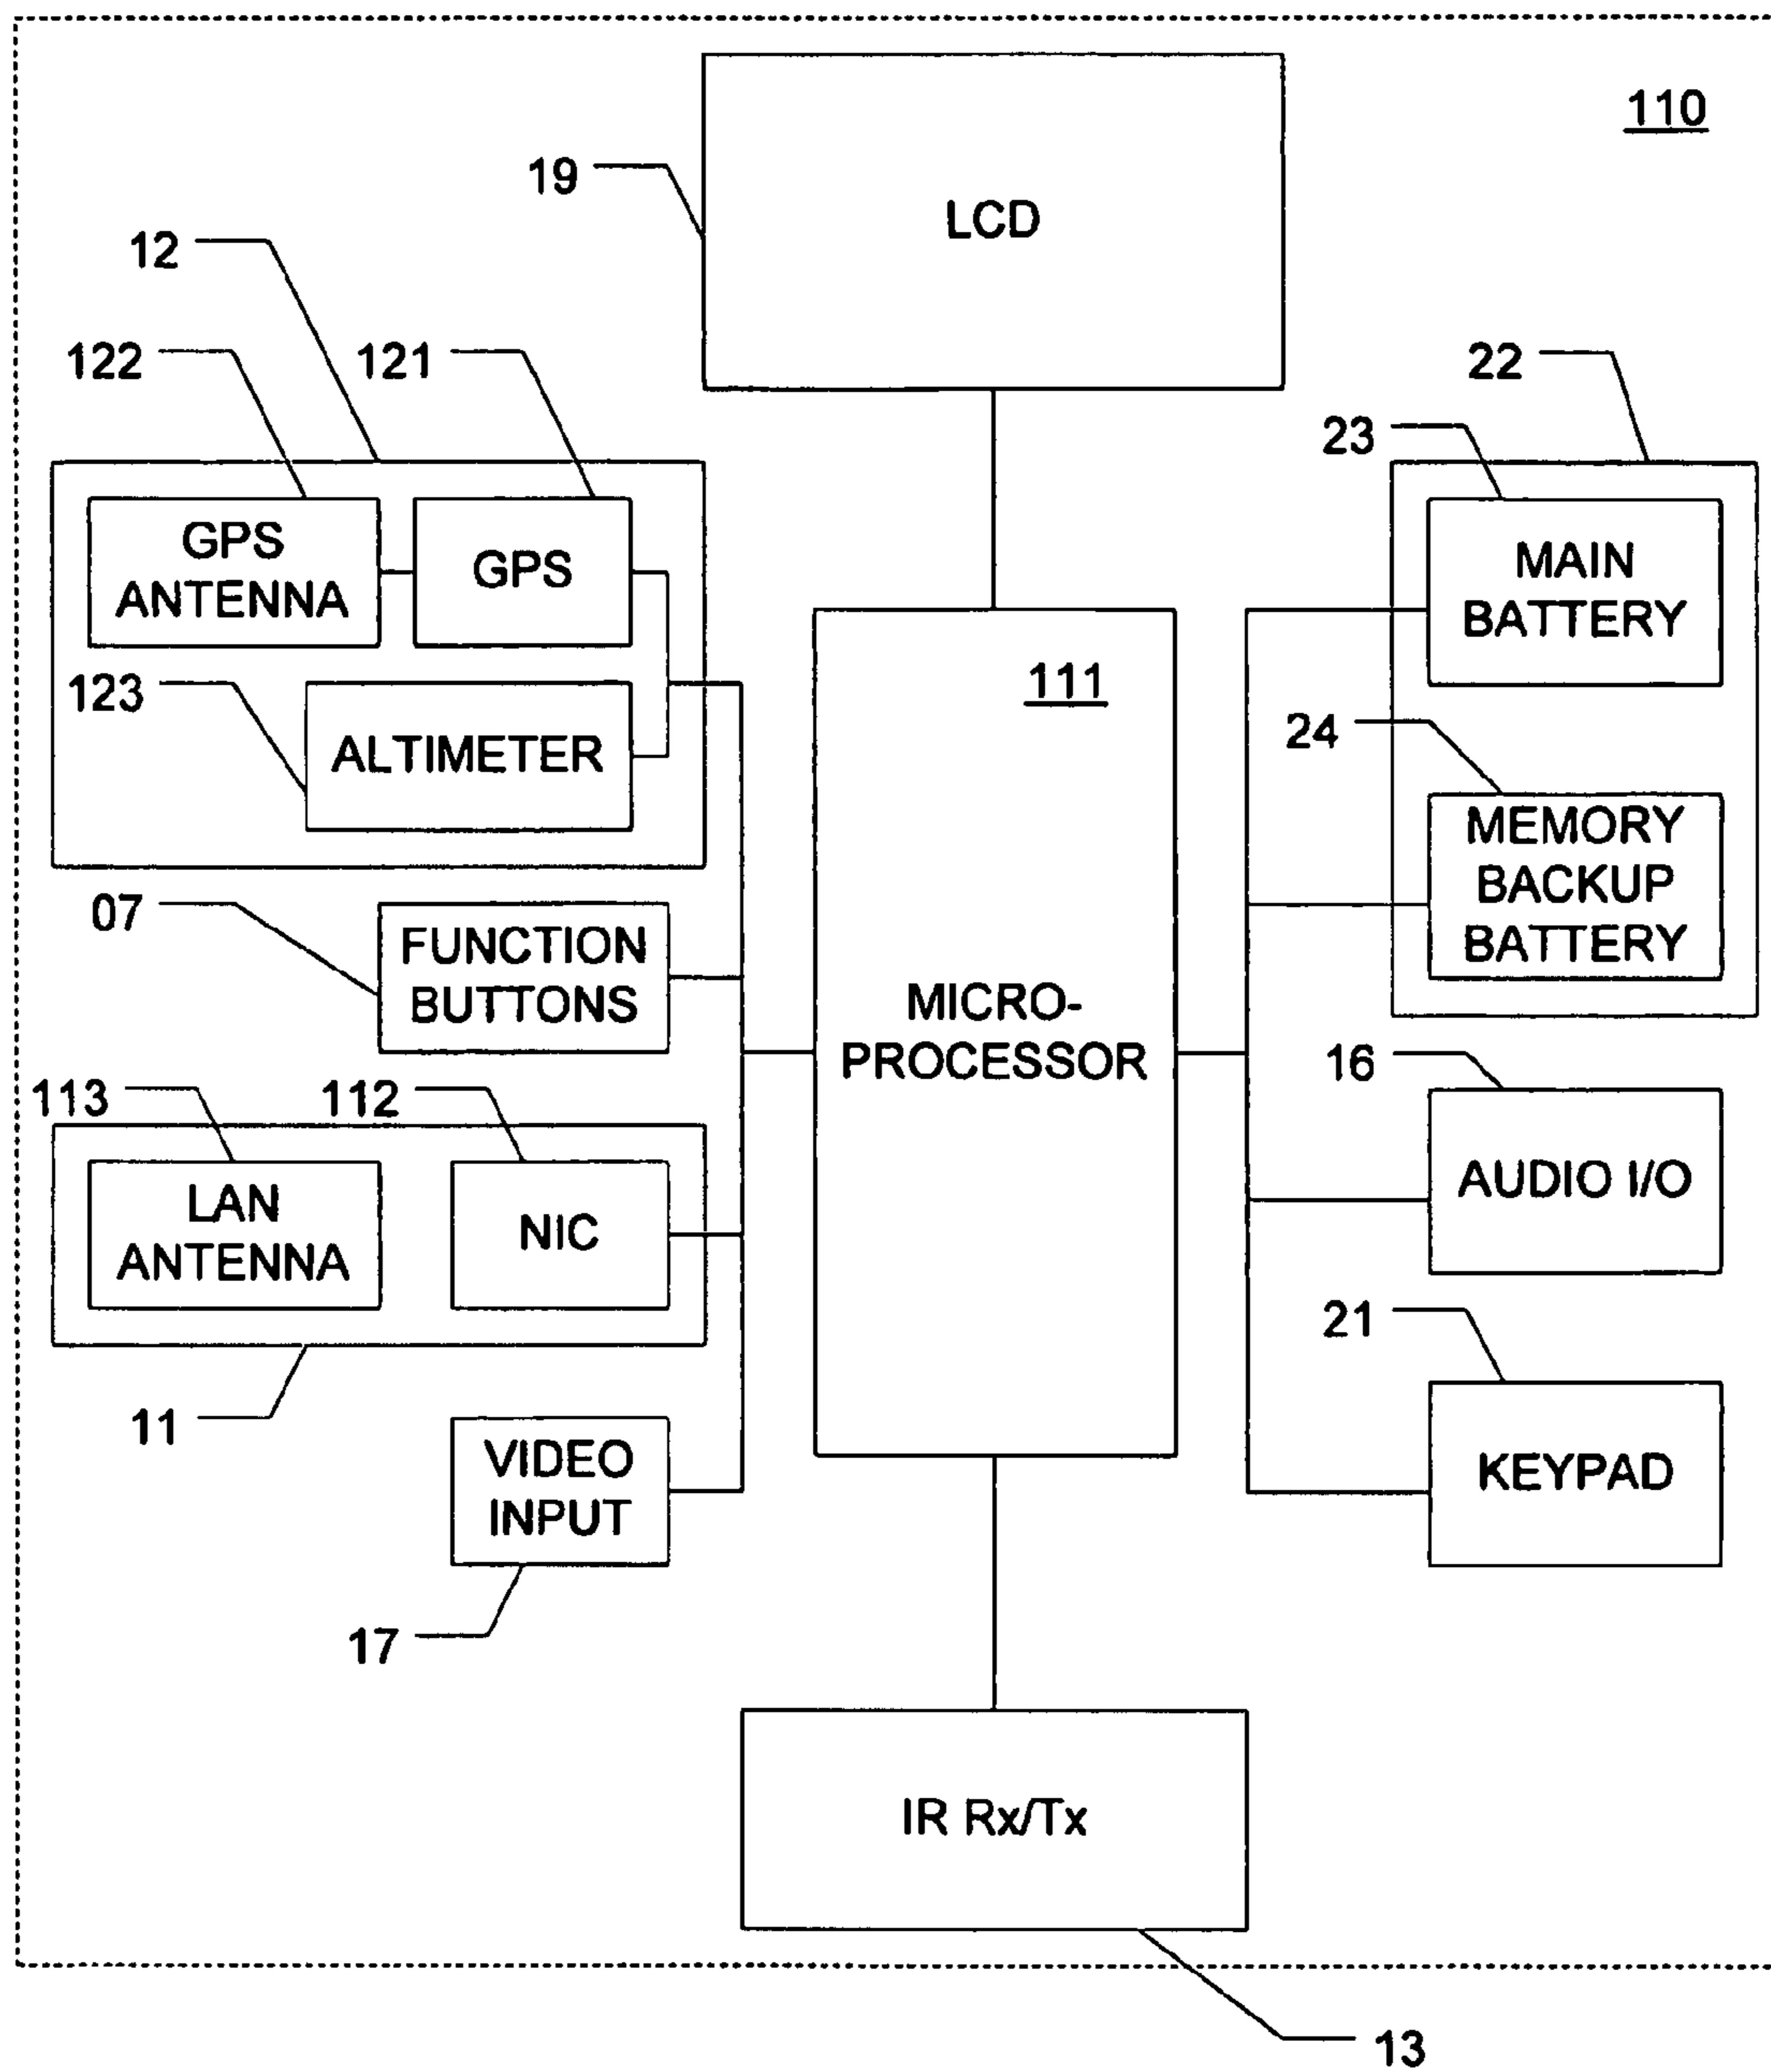 110
19
LCD
12
122
121
22
23
GPS
ANTENNA
GPS
MAIN
BATTERY
123
111
24
ALTIMETER
MEMORY
BACKUP
BATTERY
07
FUNCTION
BUTTONS
MICRO-
PROCESSOR
113
112
16
LAN
ANTENNA
NIC
AUDIO I/O
21
11
VIDEO
INPUT
KEYPAD
17
IR Rx/Tx
13